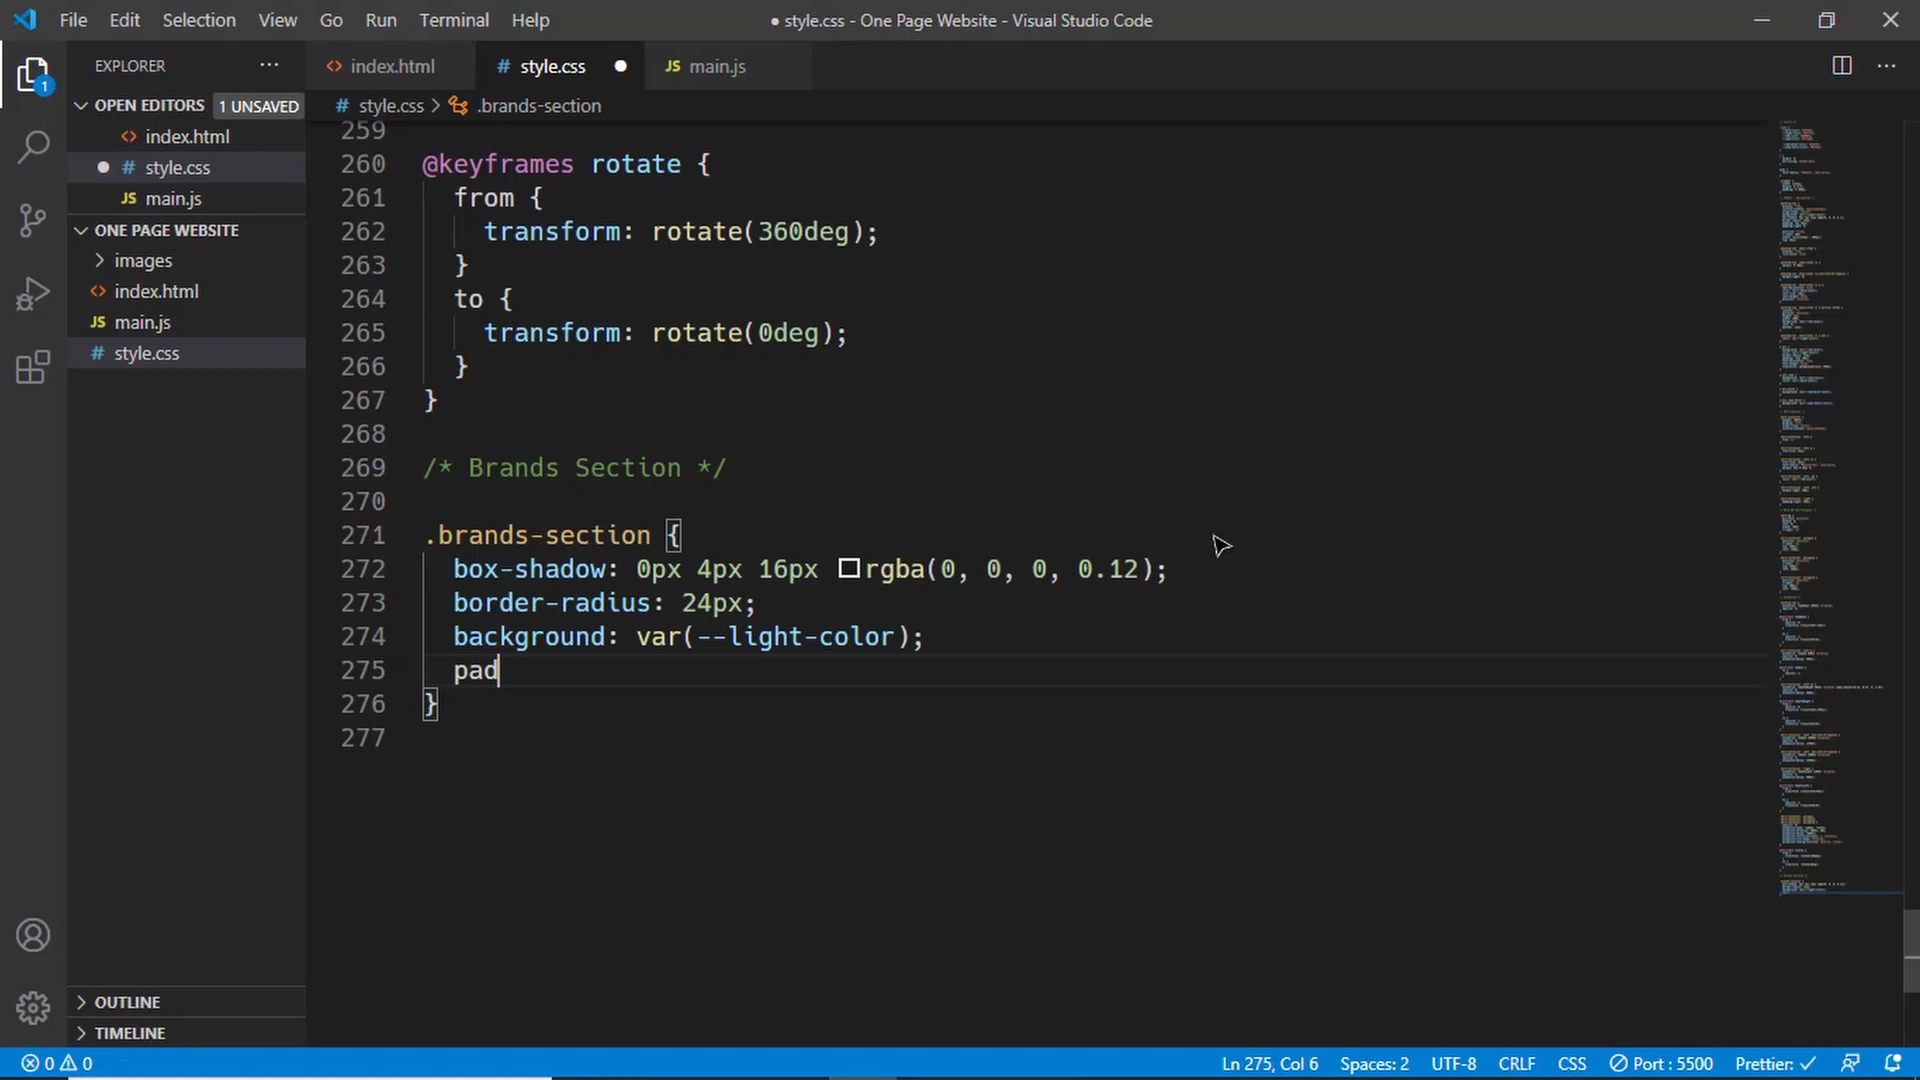 File Edit Selection View Go Run Terminal Help
● style.css - One Page Website - Visual Studio Code
EXPLORER ···
1
<> index.html
# style.css ●
JS main.js
···
OPEN EDITORS 1 UNSAVED
<> index.html
● # style.css
JS main.js
ONE PAGE WEBSITE
> images
<> index.html
JS main.js
# style.css
# style.css > .brands-section
259
260 @keyframes rotate {
261 from {
262 transform: rotate(360deg);
263 }
264 to {
265 transform: rotate(0deg);
266 }
267 }
268
269 /* Brands Section */
270
271 .brands-section {
272 box-shadow: 0px 4px 16px rgba(0, 0, 0, 0.12);
273 border-radius: 24px;
274 background: var(--light-color);
275 pad
276 }
277
> OUTLINE
> TIMELINE
0 0
Ln 275, Col 6 Spaces: 2 UTF-8 CRLF CSS Port : 5500 Prettier: ✓